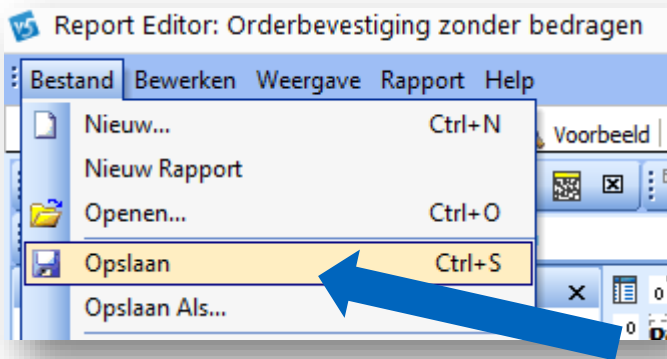 Report Editor: Orderbevestiging zonder bedragen
Bestand Bewerken Weergave Rapport Help
Nieuw... Ctrl+N
Voorbeeld
Nieuw Rapport
Openen... Ctrl+O
Opslaan Ctrl+S
Opslaan Als...